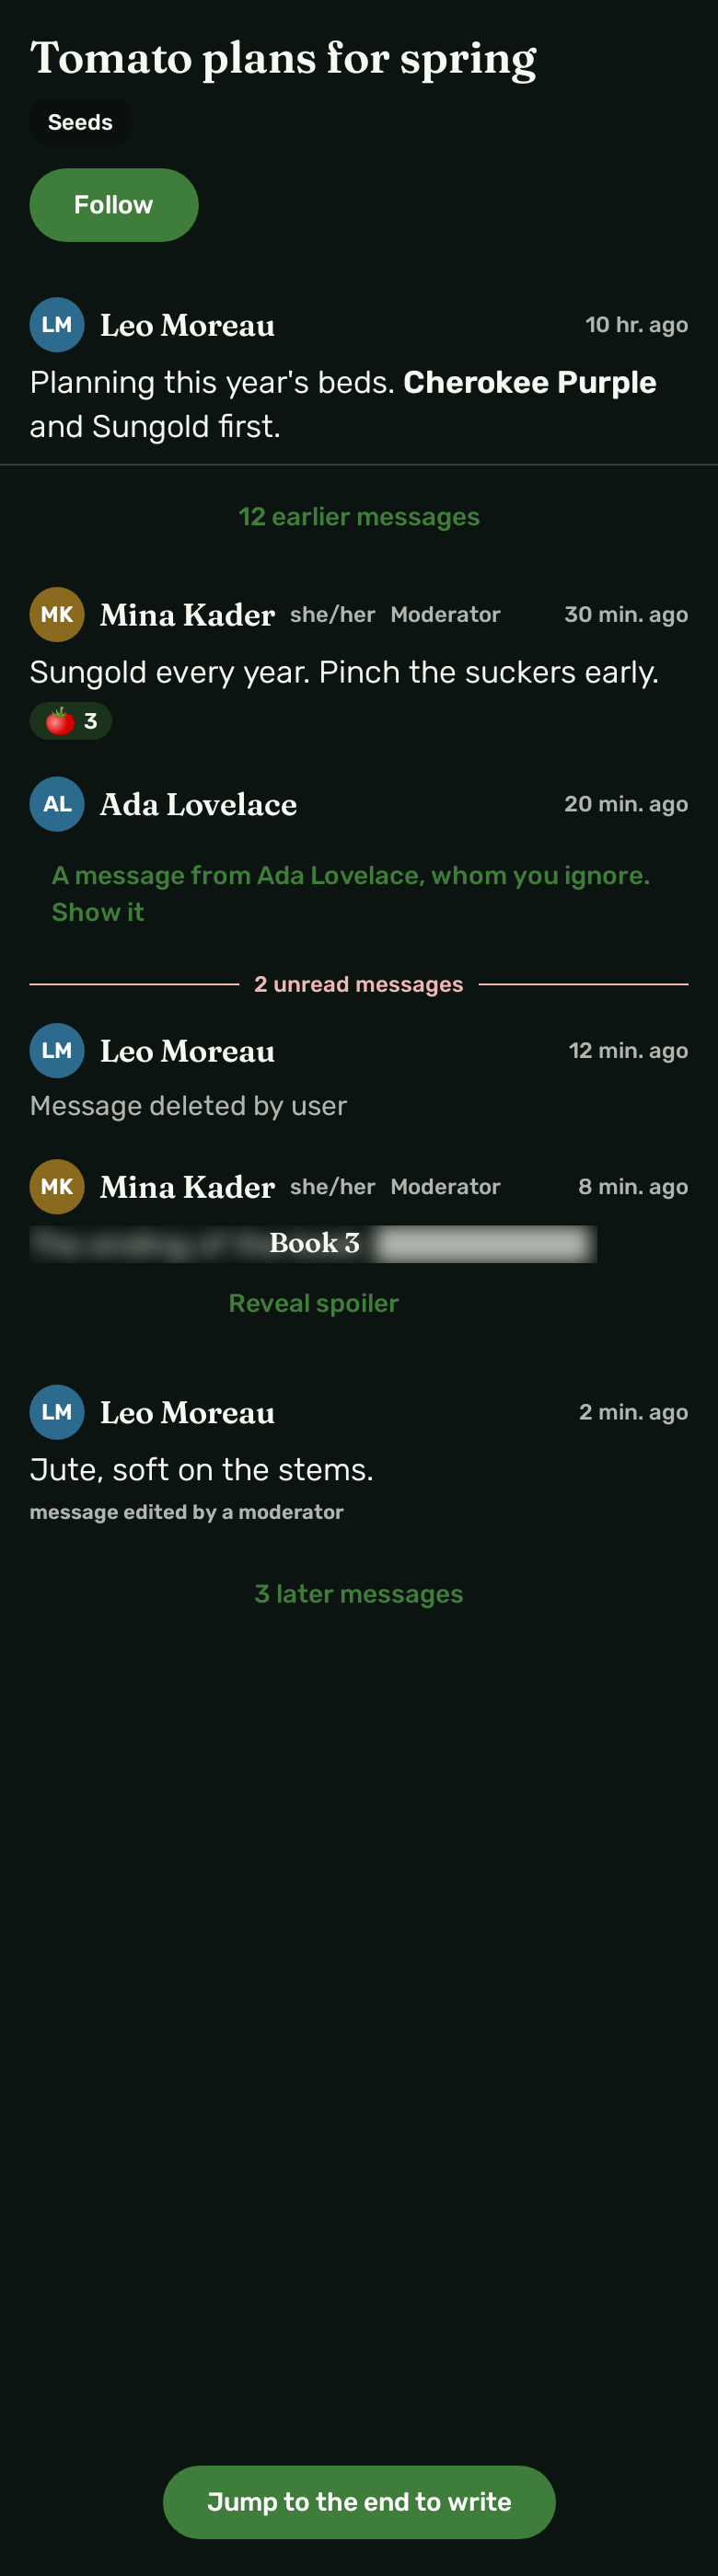 Tomato plans for spring
Seeds
Follow
LM Leo Moreau 10 hr. ago
Planning this year's beds. Cherokee Purple
and Sungold first.
12 earlier messages
MK Mina Kader she/her Moderator 30 min. ago
Sungold every year. Pinch the suckers early.
🍅 3
AL Ada Lovelace 20 min. ago
A message from Ada Lovelace, whom you ignore.
Show it
2 unread messages
LM Leo Moreau 12 min. ago
Message deleted by user
MK Mina Kader she/her Moderator 8 min. ago
Book 3
Reveal spoiler
LM Leo Moreau 2 min. ago
Jute, soft on the stems.
message edited by a moderator
3 later messages
Jump to the end to write